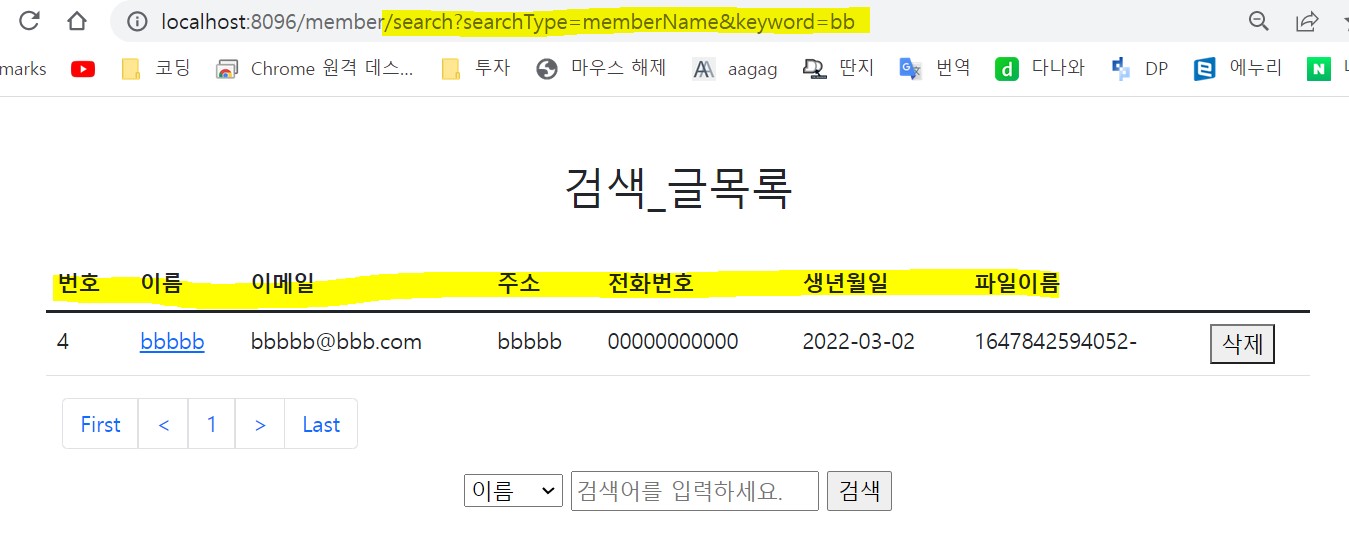 localhost:8096/member/search?searchType=memberName&keyword=bb
marks 코딩 Chrome 원격 데스... 투자 마우스 해제 aagag 딴지 번역 다나와 DP 에누리
검색_글목록
번호 이름 이메일 주소 전화번호 생년월일 파일이름
4 bbbbb bbbbb@bbb.com bbbbb 00000000000 2022-03-02 1647842594052- 삭제
First < 1 > Last
이름 검색어를 입력하세요. 검색